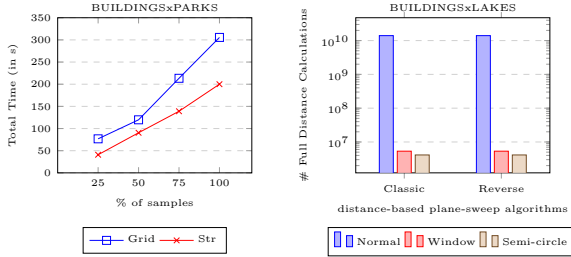 BUILDINGSxPARKS
Total Time (in s)
350
300
250
200
150
100
50
0
25 50 75 100
% of samples
Grid Str
BUILDINGSxLAKES
# Full Distance Calculations
10^10
10^9
10^8
10^7
Classic Reverse
distance-based plane-sweep algorithms
Normal Window Semi-circle